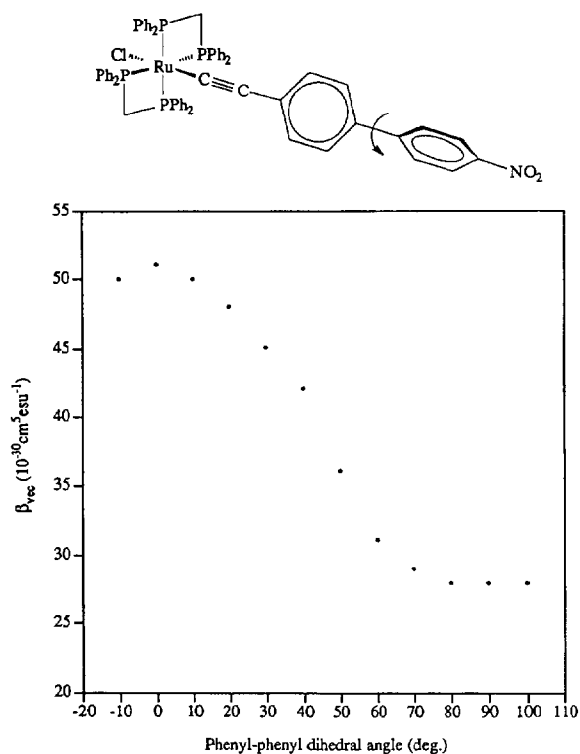 Ph₂P PPh₂
Cl Ru C≡C
Ph₂P PPh₂
NO₂
55
50
45
40
35
30
25
20
β_vec (10⁻³⁰cm⁵esu⁻¹)
-20 -10 0 10 20 30 40 50 60 70 80 90 100 110
Phenyl-phenyl dihedral angle (deg.)